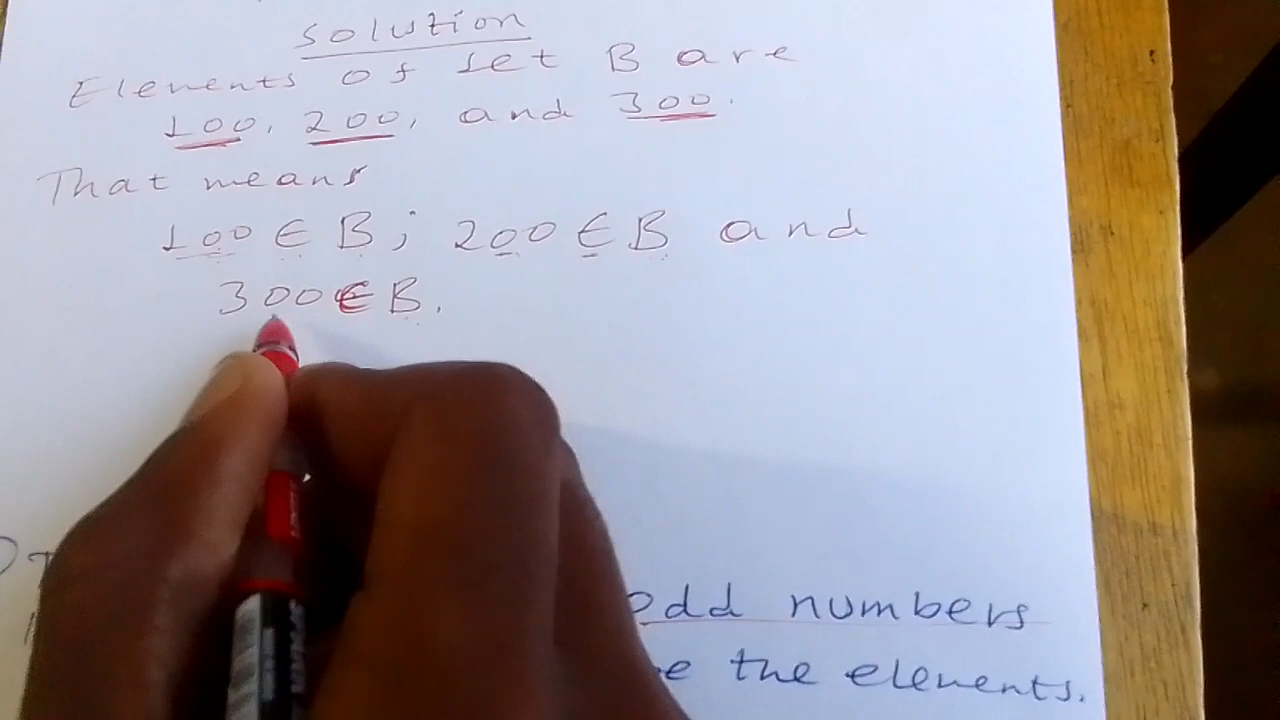 solution
Elements of set B are
100, 200, and 300.
That means
100 ∈ B; 200 ∈ B and
300 ∈ B.
odd numbers
the elements.